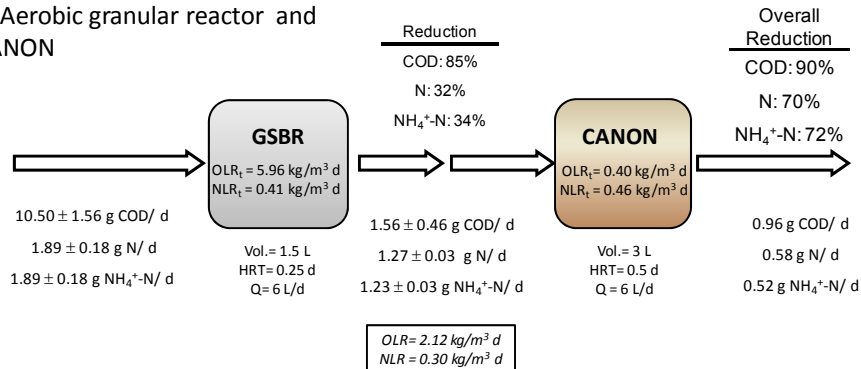 Aerobic granular reactor and
ANON
Reduction
COD: 85%
N: 32%
NH₄⁺-N: 34%
Overall
Reduction
COD: 90%
N: 70%
NH₄⁺-N: 72%
GSBR
OLRₜ = 5.96 kg/m³ d
NLRₜ = 0.41 kg/m³ d
CANON
OLRₜ = 0.40 kg/m³ d
NLRₜ = 0.46 kg/m³ d
10.50 ± 1.56 g COD/ d
1.89 ± 0.18 g N/ d
1.89 ± 0.18 g NH₄⁺-N/ d
Vol.= 1.5 L
HRT= 0.25 d
Q= 6 L/d
1.56 ± 0.46 g COD/ d
1.27 ± 0.03 g N/ d
1.23 ± 0.03 g NH₄⁺-N/ d
Vol.= 3 L
HRT= 0.5 d
Q = 6 L/d
0.96 g COD/ d
0.58 g N/ d
0.52 g NH₄⁺-N/ d
OLR= 2.12 kg/m³ d
NLR = 0.30 kg/m³ d